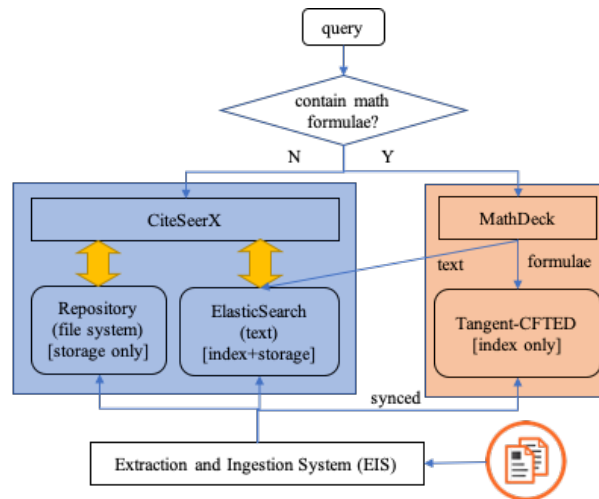 query
contain math
formulae?
N
Y
CiteSeerX
MathDeck
text
formulae
Repository
(file system)
[storage only]
ElasticSearch
(text)
[index+storage]
Tangent-CFTED
[index only]
synced
Extraction and Ingestion System (EIS)